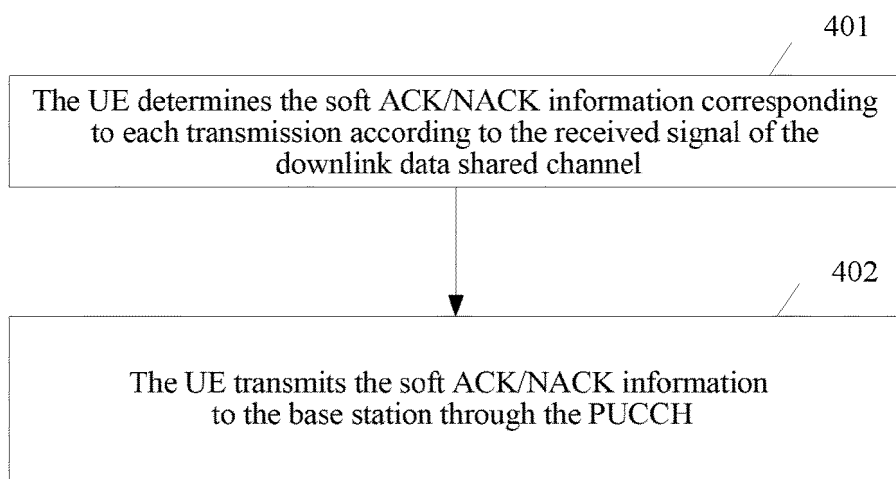 401
The UE determines the soft ACK/NACK information corresponding
to each transmission according to the received signal of the
downlink data shared channel
402
The UE transmits the soft ACK/NACK information
to the base station through the PUCCH